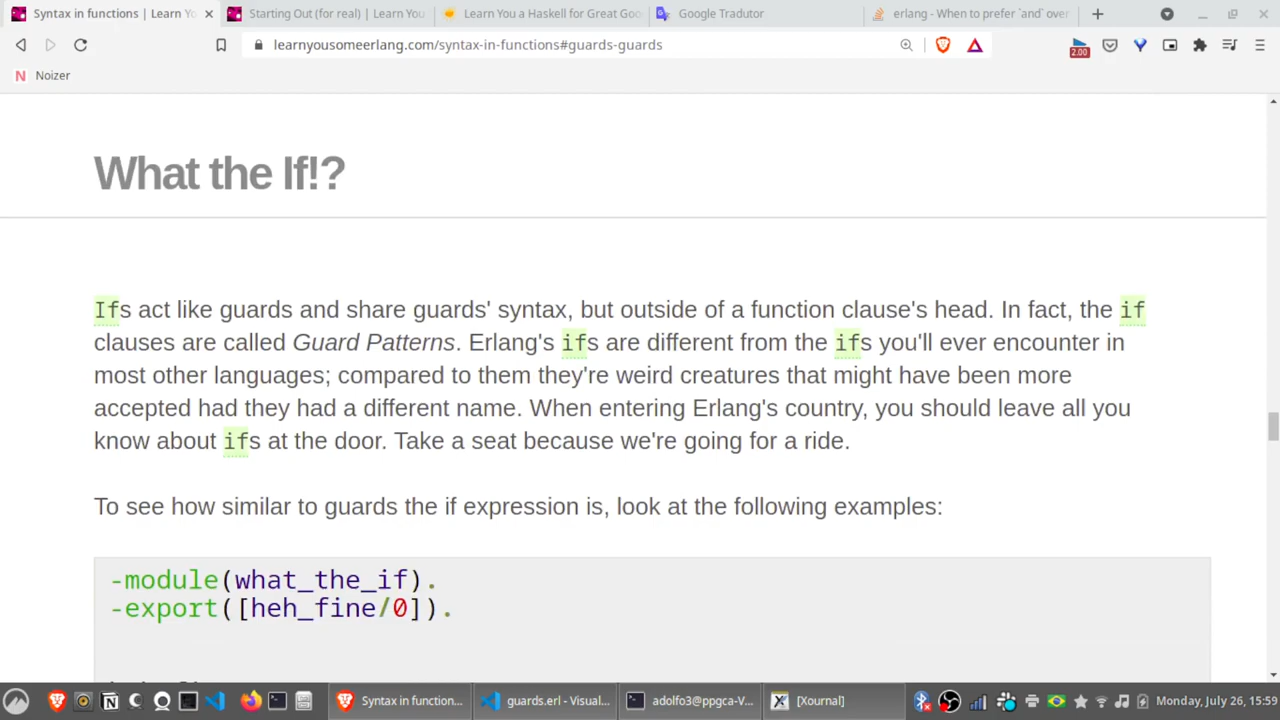 Syntax in functions | Learn Yo
Starting Out (for real) | Learn You
Learn You a Haskell for Great Goo
Google Tradutor
erlang - When to prefer `and` over
learnyousomeerlang.com/syntax-in-functions#guards-guards
2.00
N Noizer
What the If!?
Ifs act like guards and share guards' syntax, but outside of a function clause's head. In fact, the if
clauses are called Guard Patterns. Erlang's ifs are different from the ifs you'll ever encounter in
most other languages; compared to them they're weird creatures that might have been more
accepted had they had a different name. When entering Erlang's country, you should leave all you
know about ifs at the door. Take a seat because we're going for a ride.
To see how similar to guards the if expression is, look at the following examples:
-module(what_the_if).
-export([heh_fine/0]).
Syntax in function...
guards.erl - Visual...
adolfo3@ppgca-V...
[Xournal]
Monday, July 26, 15:59